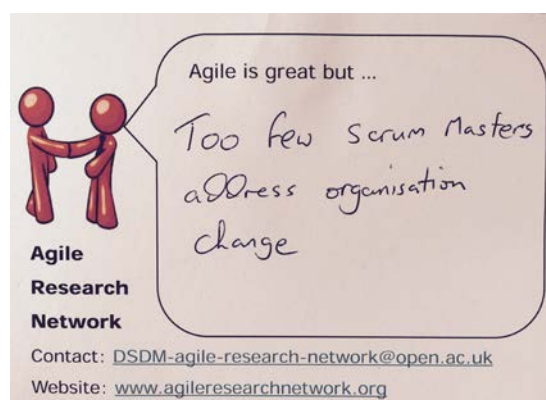 Agile is great but ...
Too few Scrum Masters
address organisation
change
Agile
Research
Network
Contact: DSDM-agile-research-network@open.ac.uk
Website: www.agileresearchnetwork.org